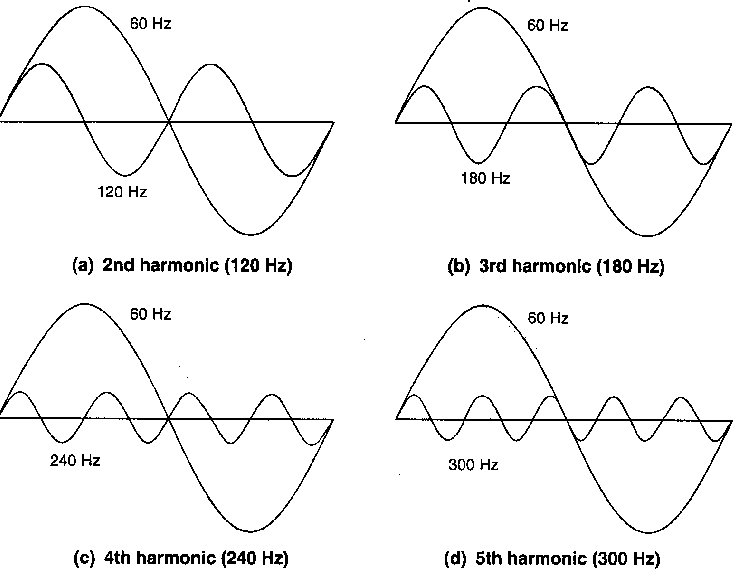 60 Hz
120 Hz
(a) 2nd harmonic (120 Hz)
60 Hz
180 Hz
(b) 3rd harmonic (180 Hz)
60 Hz
240 Hz
(c) 4th harmonic (240 Hz)
60 Hz
300 Hz
(d) 5th harmonic (300 Hz)